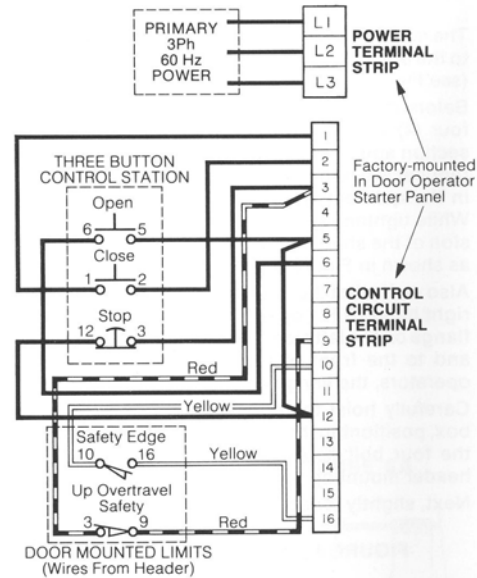 PRIMARY
3Ph
60 Hz
POWER
L1
L2
L3
POWER
TERMINAL
STRIP
Factory-mounted
In Door Operator
Starter Panel
CONTROL
CIRCUIT
TERMINAL
STRIP
1
2
3
4
5
6
7
8
9
10
11
12
13
14
15
16
THREE BUTTON
CONTROL STATION
Open
6 5
Close
1 2
Stop
12 3
Red
Yellow
Safety Edge
10 16
Yellow
Up Overtravel
Safety
3 9
Red
DOOR MOUNTED LIMITS
(Wires From Header)